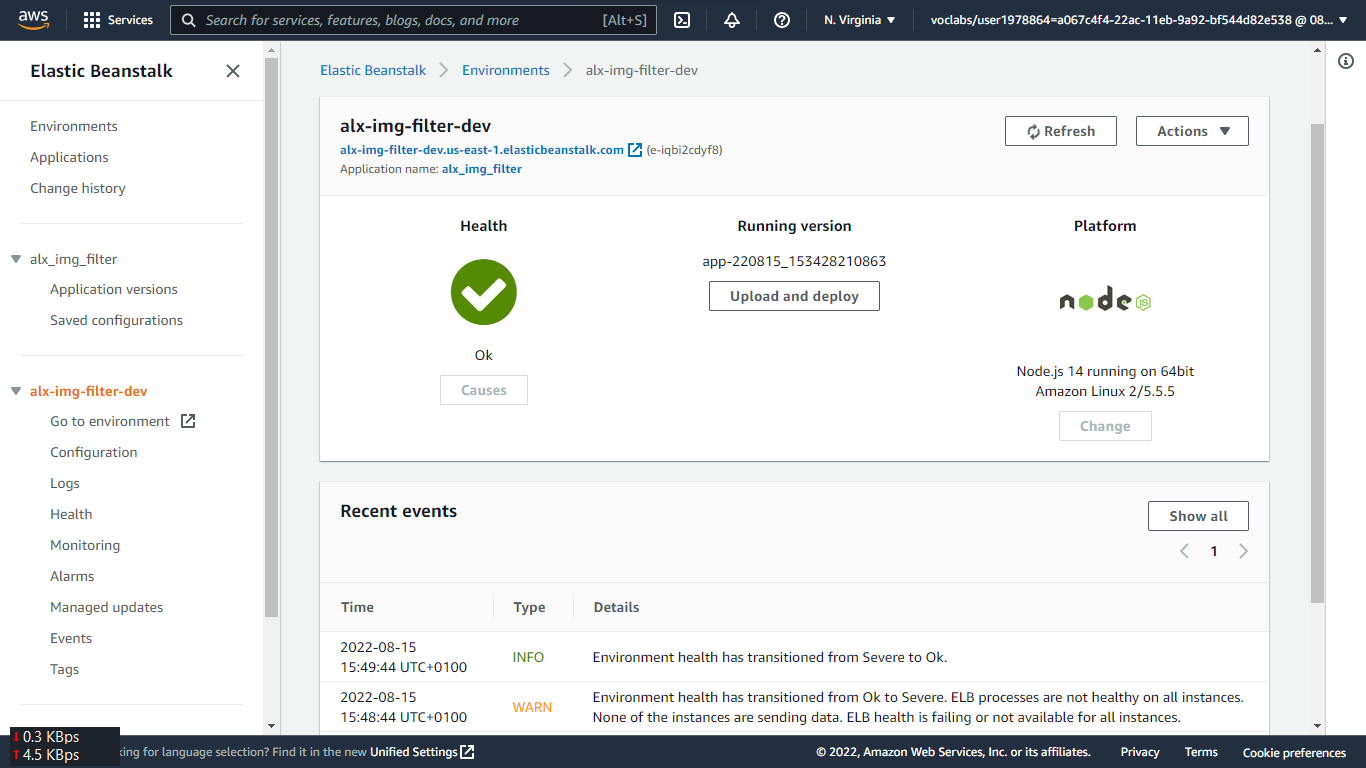 aws
Services
Search for services, features, blogs, docs, and more
[Alt+S]
N. Virginia
voclabs/user1978864=a067c4f4-22ac-11eb-9a92-bf544d82e538 @ 08...
Elastic Beanstalk
Environments
Applications
Change history
alx_img_filter
Application versions
Saved configurations
alx-img-filter-dev
Go to environment
Configuration
Logs
Health
Monitoring
Alarms
Managed updates
Events
Tags
Elastic Beanstalk
Environments
alx-img-filter-dev
alx-img-filter-dev
alx-img-filter-dev.us-east-1.elasticbeanstalk.com (e-iqbi2cdyf8)
Application name: alx_img_filter
Refresh
Actions
Health
Ok
Causes
Running version
app-220815_153428210863
Upload and deploy
Platform
node
JS
Node.js 14 running on 64bit
Amazon Linux 2/5.5.5
Change
Recent events
Show all
1
Time Type Details
2022-08-15
15:49:44 UTC+0100
INFO
Environment health has transitioned from Severe to Ok.
2022-08-15
15:48:44 UTC+0100
WARN
Environment health has transitioned from Ok to Severe. ELB processes are not healthy on all instances.
None of the instances are sending data. ELB health is failing or not available for all instances.
0.3 KBps
4.5 KBps
king for language selection? Find it in the new Unified Settings
© 2022, Amazon Web Services, Inc. or its affiliates.
Privacy
Terms
Cookie preferences